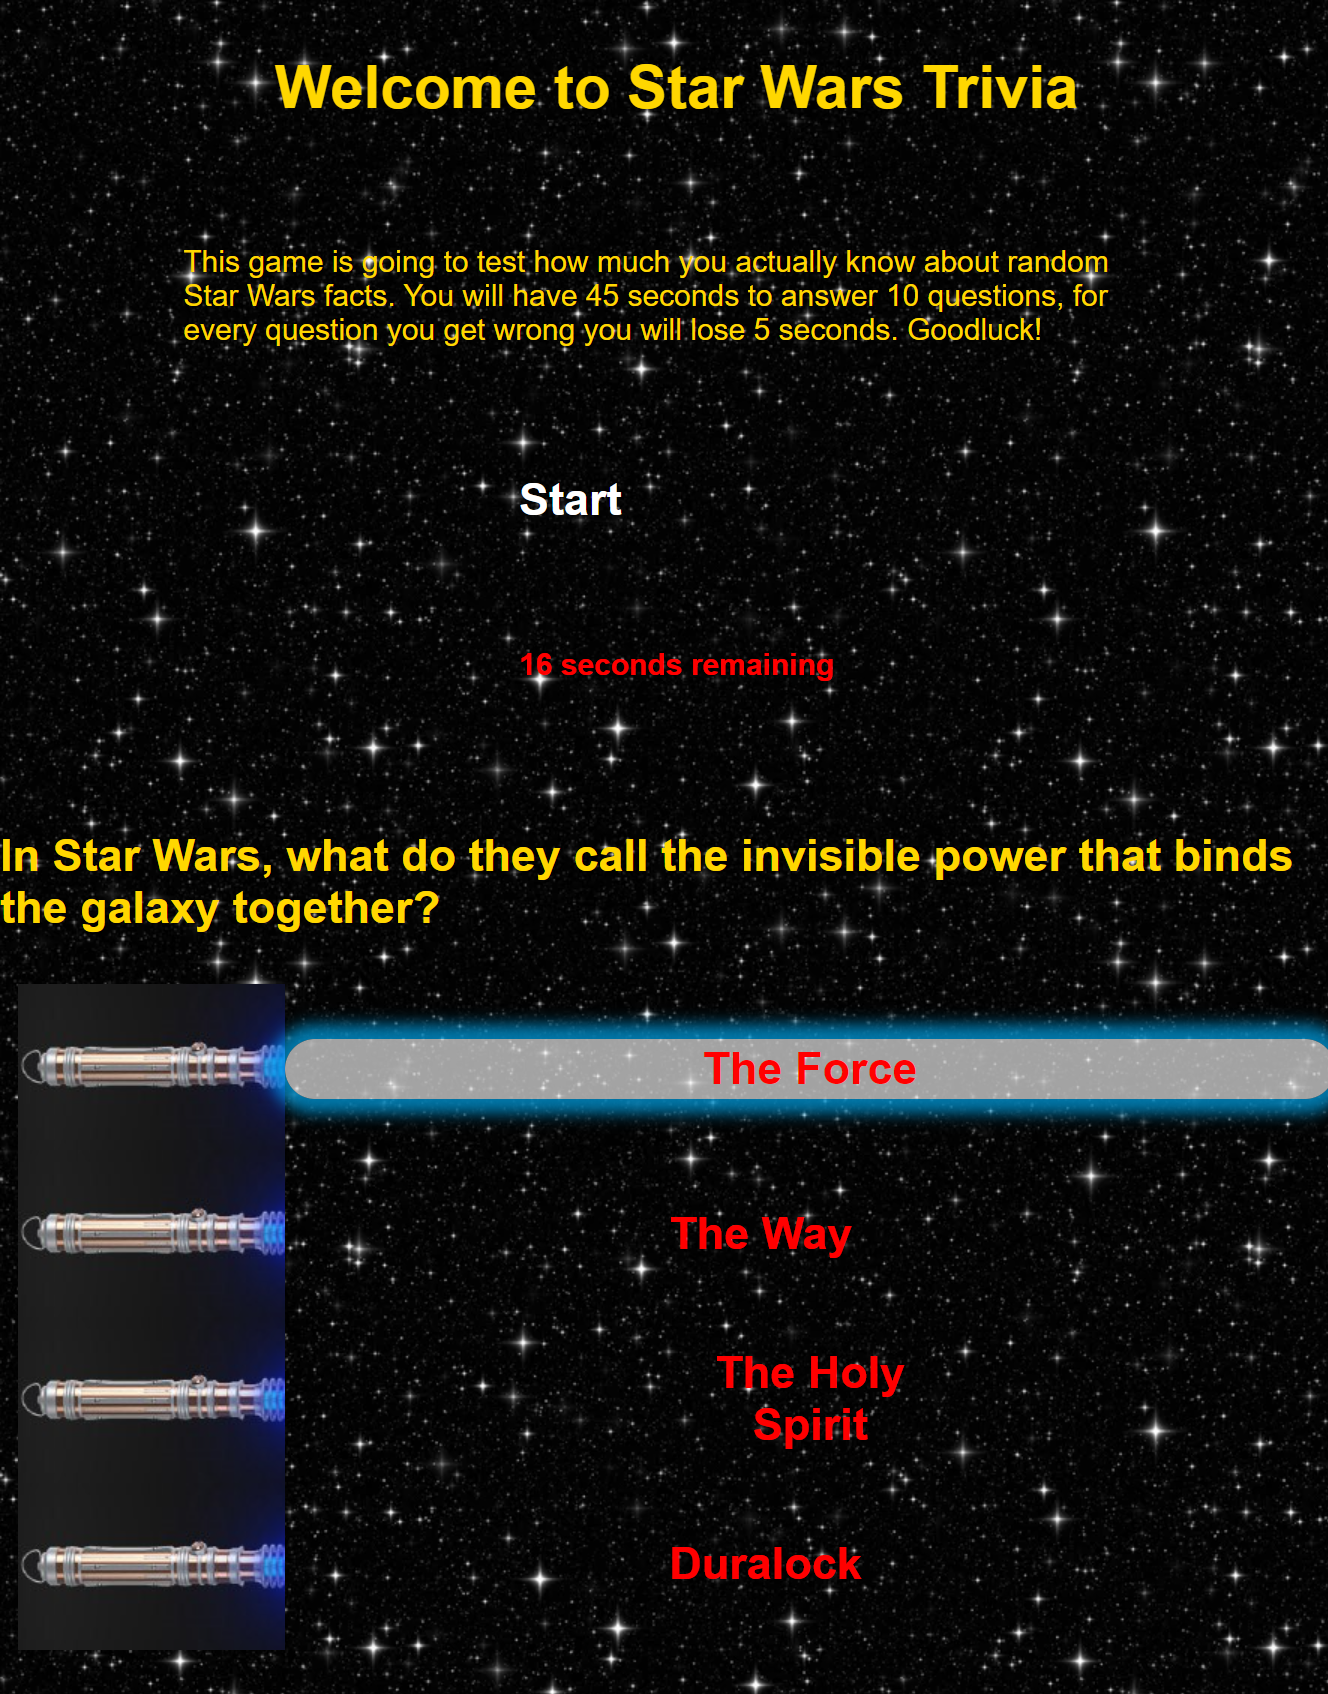 Welcome to Star Wars Trivia
This game is going to test how much you actually know about random
Star Wars facts. You will have 45 seconds to answer 10 questions, for
every question you get wrong you will lose 5 seconds. Goodluck!
Start
16 seconds remaining
In Star Wars, what do they call the invisible power that binds
the galaxy together?
The Force
The Way
The Holy
Spirit
Duralock